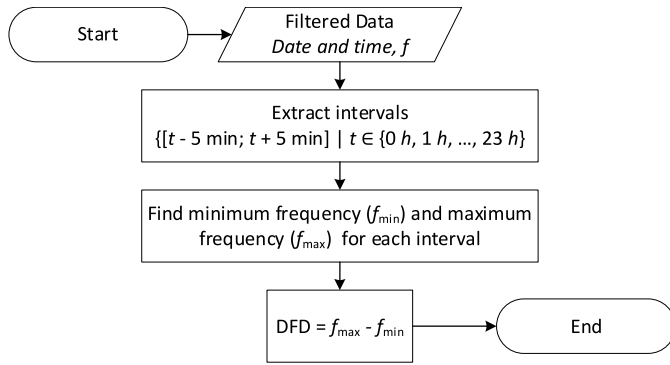 Start
Filtered Data
Date and time, f
Extract intervals
{[t - 5 min; t + 5 min] | t ∈ {0 h, 1 h, ..., 23 h}
Find minimum frequency (fmin) and maximum
frequency (fmax) for each interval
DFD = fmax - fmin
End